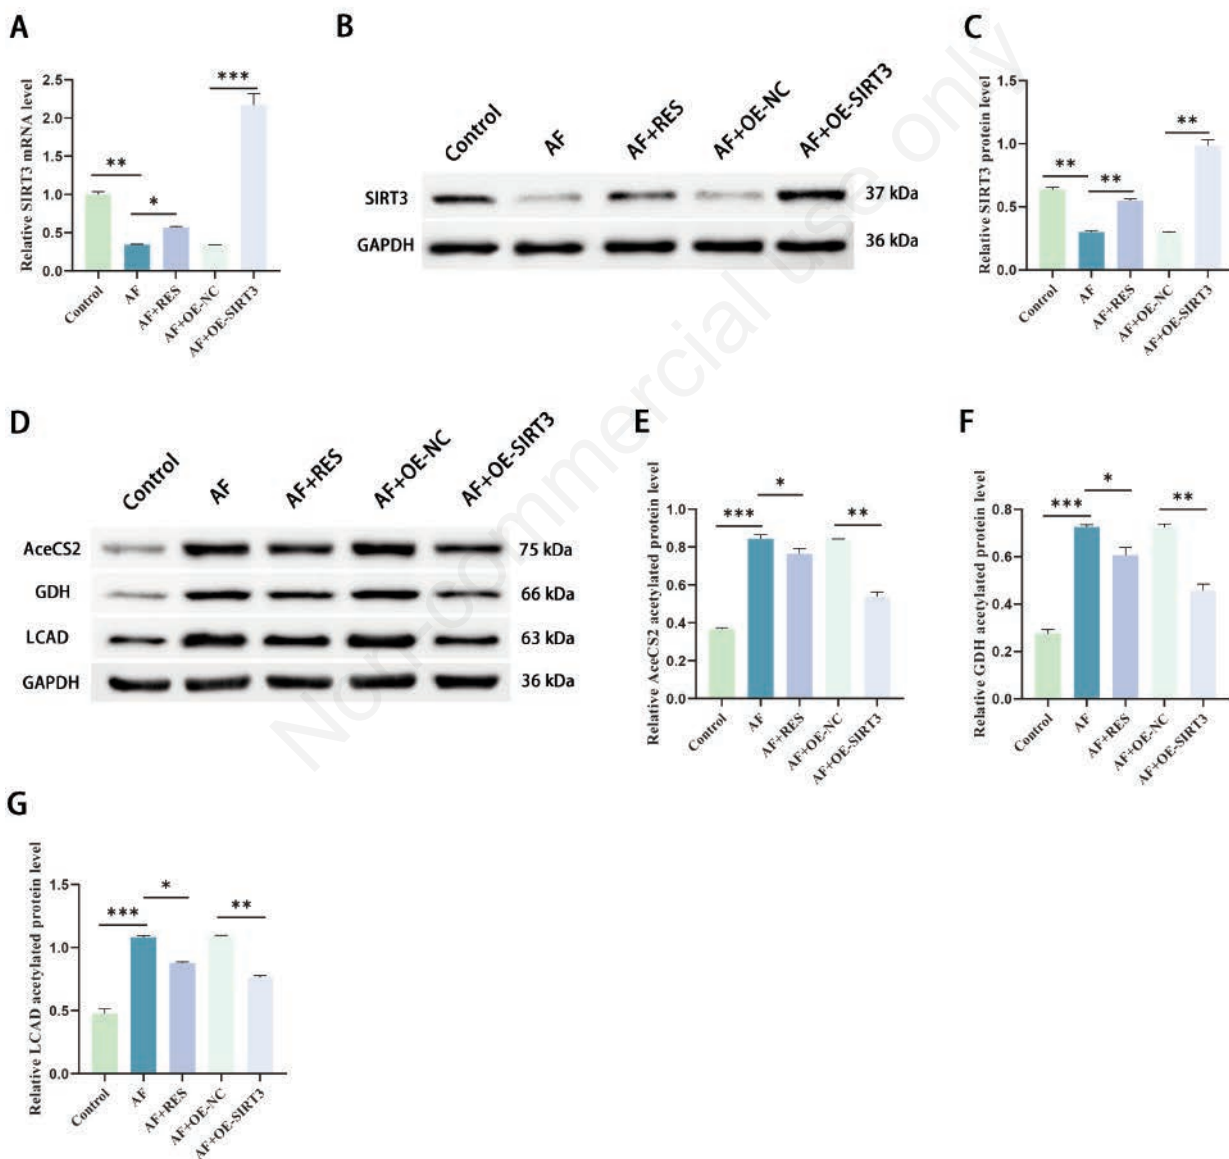 A
Relative SIRT3 mRNA level
2.5
2.0
1.5
1.0
0.5
0.0
***
**
*
Control
AF
AF+RES
AF+OE-NC
AF+OE-SIRT3
B
Control
AF
AF+RES
AF+OE-NC
AF+OE-SIRT3
SIRT3
37 kDa
GAPDH
36 kDa
C
Relative SIRT3 protein level
1.5
1.0
0.5
0.0
**
**
**
Control
AF
AF+RES
AF+OE-NC
AF+OE-SIRT3
D
Control
AF
AF+RES
AF+OE-NC
AF+OE-SIRT3
AceCS2
75 kDa
GDH
66 kDa
LCAD
63 kDa
GAPDH
36 kDa
E
Relative AceCS2 acetylated protein level
1.0
0.8
0.6
0.4
0.2
0.0
***
*
**
Control
AF
AF+RES
AF+OE-NC
AF+OE-SIRT3
F
Relative GDH acetylated protein level
0.8
0.6
0.4
0.2
0.0
***
*
**
Control
AF
AF+RES
AF+OE-NC
AF+OE-SIRT3
G
Relative LCAD acetylated protein level
1.5
1.0
0.5
0.0
***
*
**
Control
AF
AF+RES
AF+OE-NC
AF+OE-SIRT3
Non-commercial use only